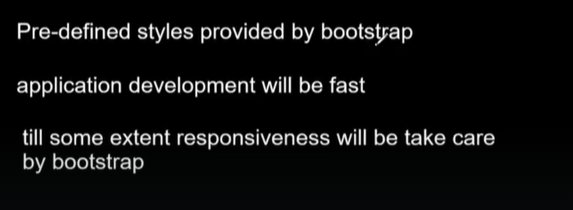 Pre-defined styles provided by bootstrap
application development will be fast
till some extent responsiveness will be take care
by bootstrap